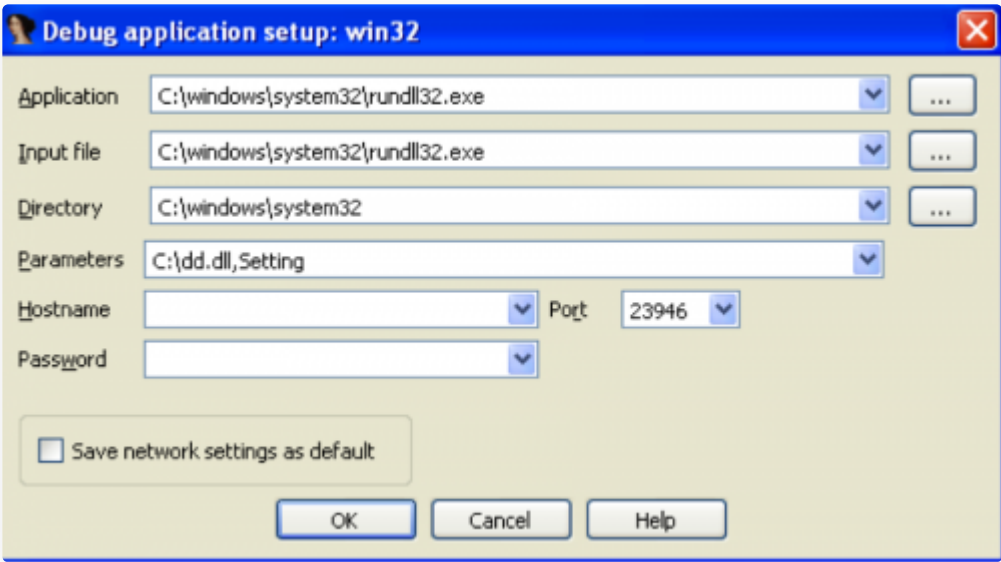 Debug application setup: win32
Application C:\windows\system32\rundll32.exe ...
Input file C:\windows\system32\rundll32.exe ...
Directory C:\windows\system32 ...
Parameters C:\dd.dll,Setting
Hostname Port 23946
Password
Save network settings as default
OK Cancel Help